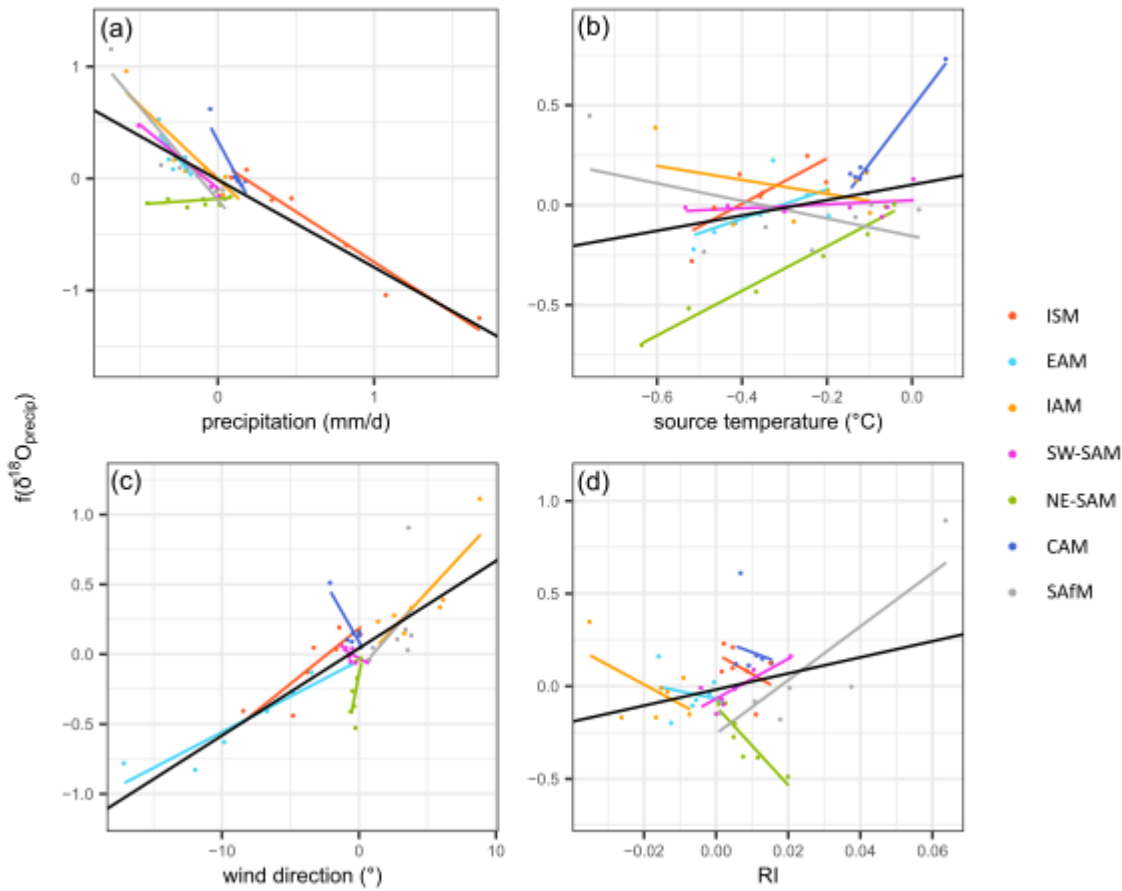 (a)
1
0
−1
0
1
precipitation (mm/d)
(b)
0.5
0.0
−0.5
−0.6
−0.4
−0.2
0.0
source temperature (°C)
f(δ¹⁸Oprecip)
(c)
1.0
0.5
0.0
−0.5
−1.0
−10
0
10
wind direction (°)
(d)
1.0
0.5
0.0
−0.5
−0.02
0.00
0.02
0.04
0.06
RI
ISM
EAM
IAM
SW-SAM
NE-SAM
CAM
SAfM